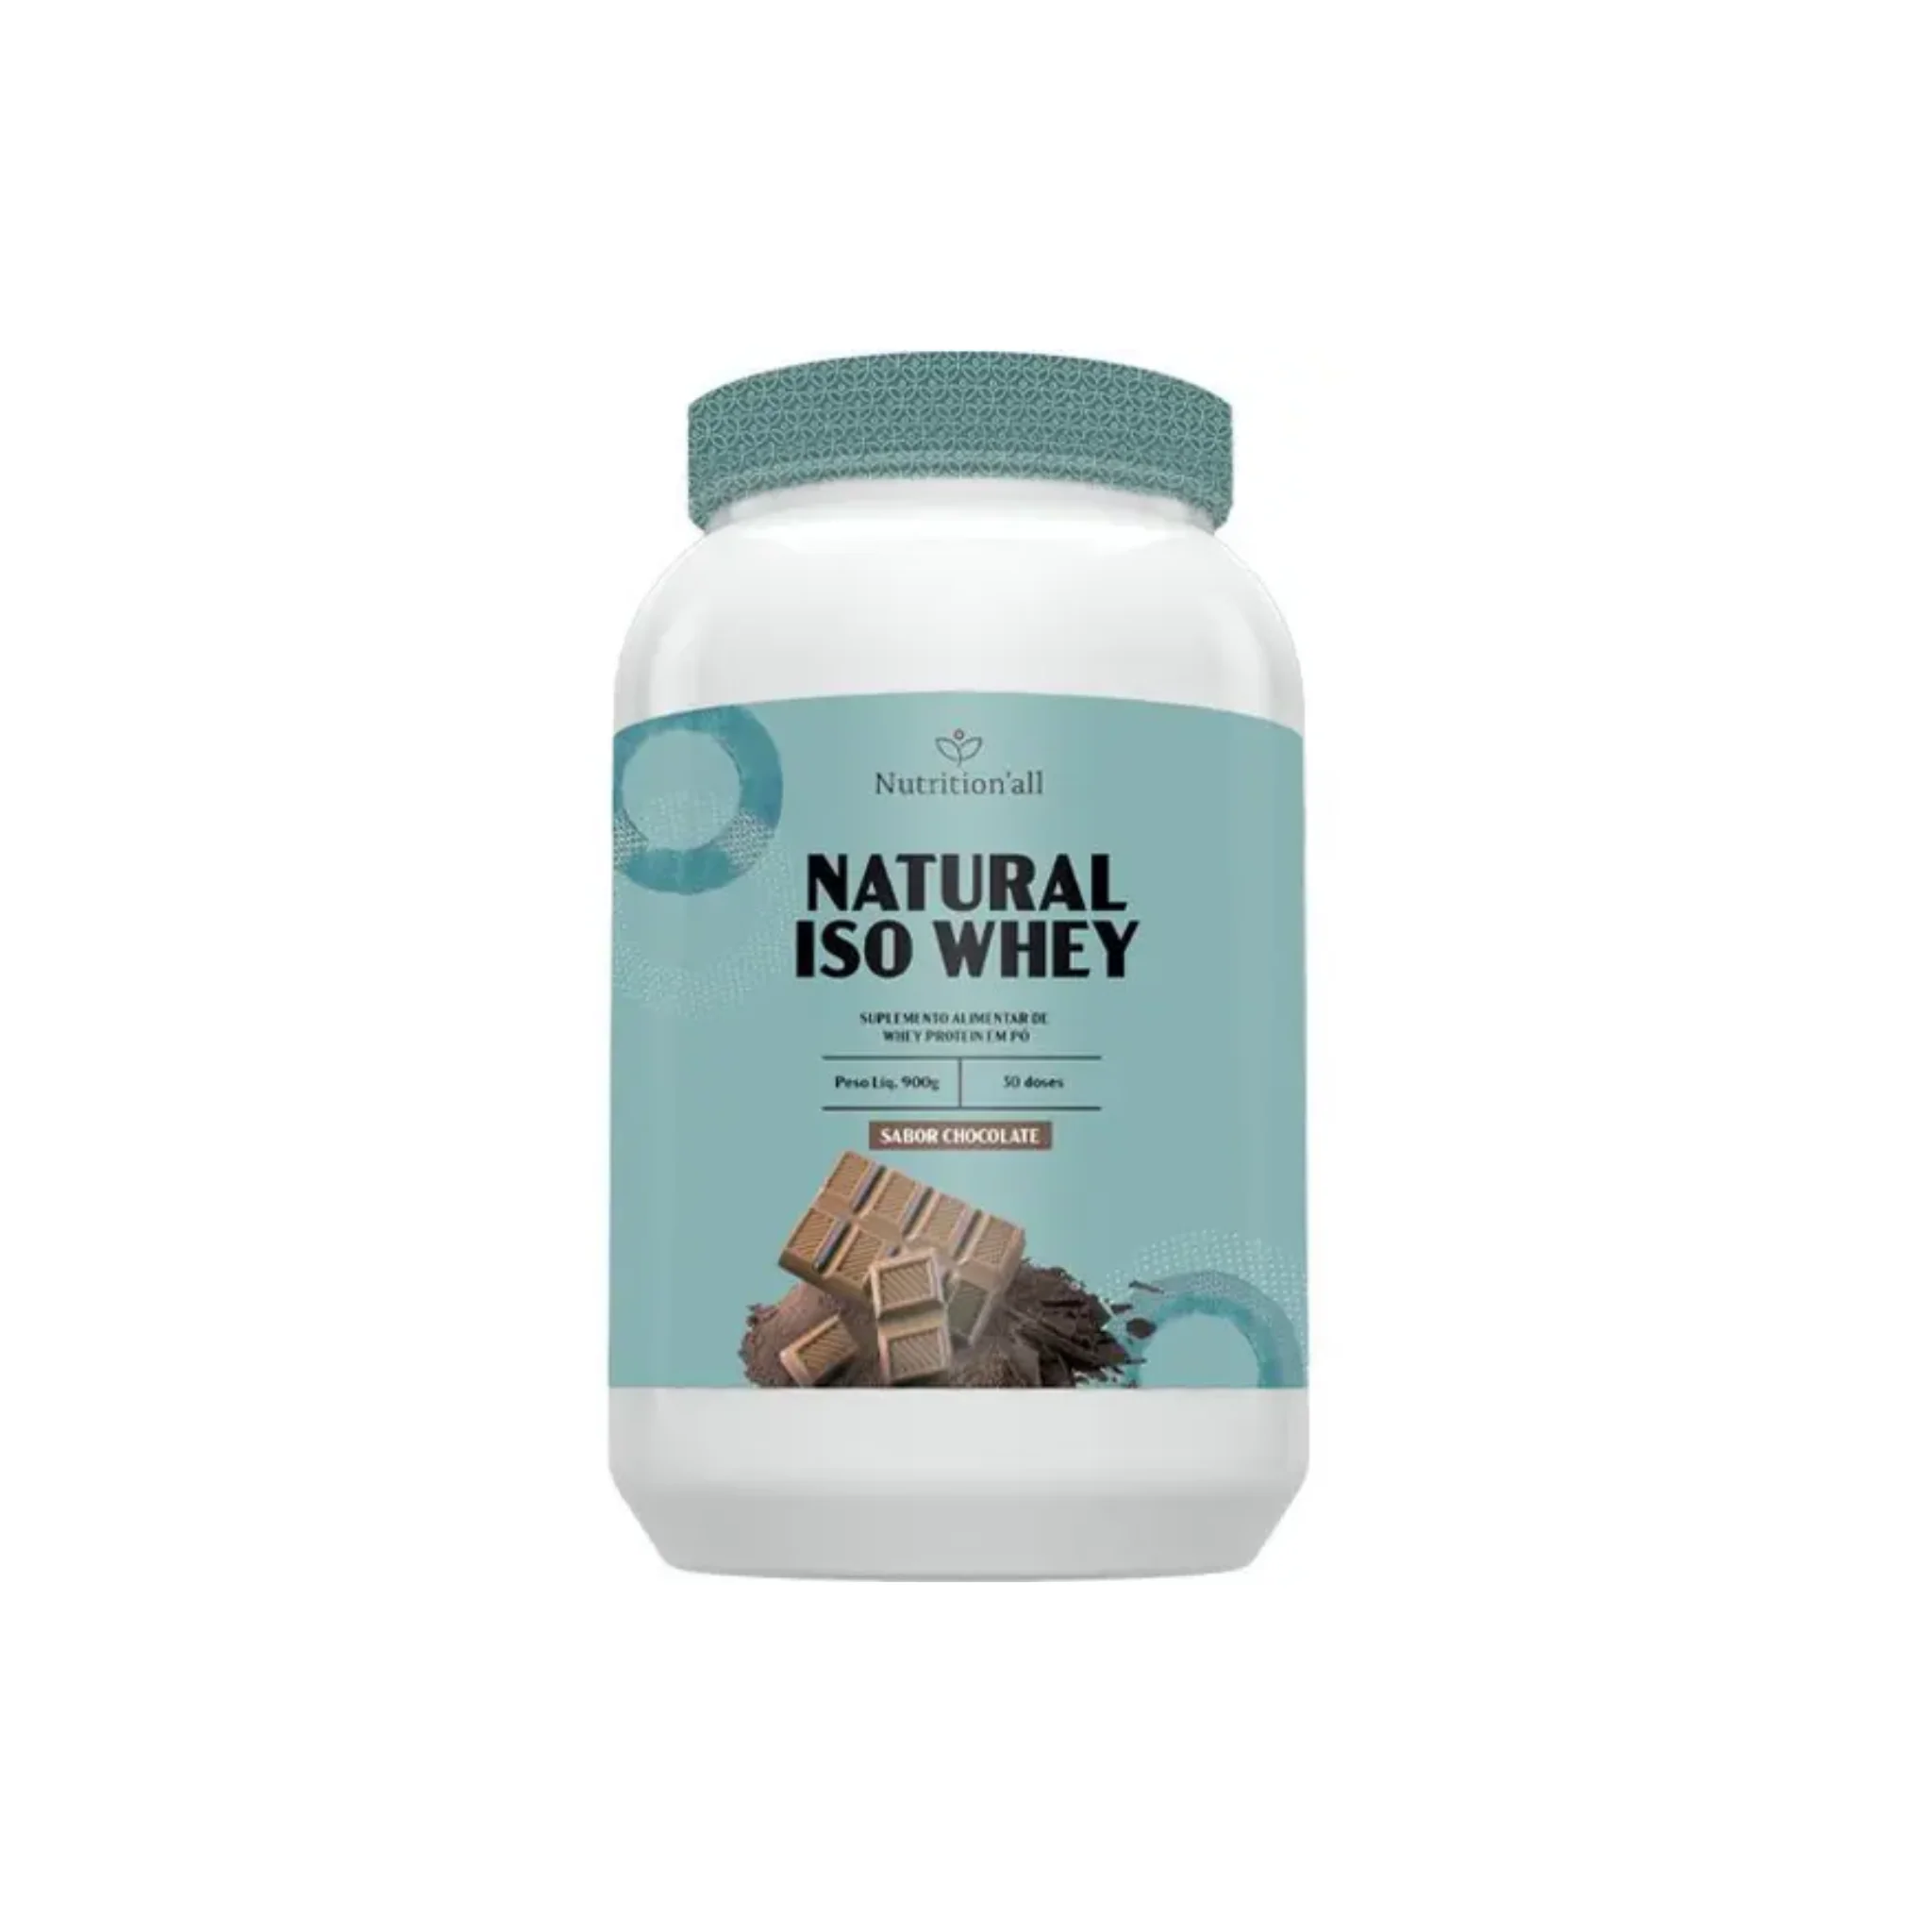 Nutrition'all
NATURAL
ISO WHEY
SUPLEMENTO ALIMENTAR DE
WHEY PROTEIN EM PÓ
Peso Líq. 900g
30 doses
SABOR CHOCOLATE